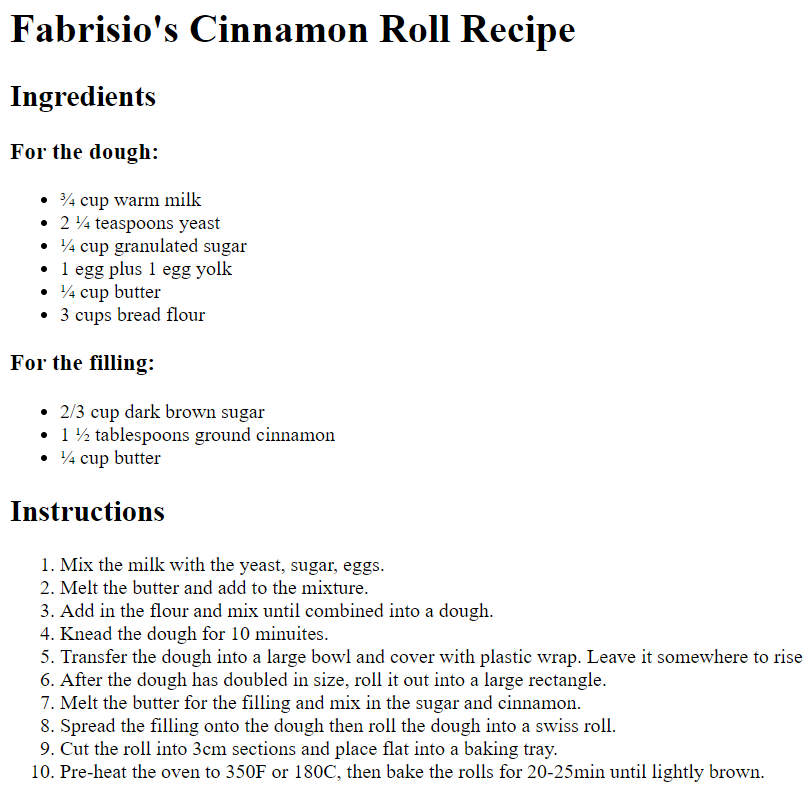 Fabrisio's Cinnamon Roll Recipe
Ingredients
For the dough:
• ¾ cup warm milk
• 2 ¼ teaspoons yeast
• ¼ cup granulated sugar
• 1 egg plus 1 egg yolk
• ¼ cup butter
• 3 cups bread flour
For the filling:
• 2/3 cup dark brown sugar
• 1 ½ tablespoons ground cinnamon
• ¼ cup butter
Instructions
1. Mix the milk with the yeast, sugar, eggs.
2. Melt the butter and add to the mixture.
3. Add in the flour and mix until combined into a dough.
4. Knead the dough for 10 minuites.
5. Transfer the dough into a large bowl and cover with plastic wrap. Leave it somewhere to rise
6. After the dough has doubled in size, roll it out into a large rectangle.
7. Melt the butter for the filling and mix in the sugar and cinnamon.
8. Spread the filling onto the dough then roll the dough into a swiss roll.
9. Cut the roll into 3cm sections and place flat into a baking tray.
10. Pre-heat the oven to 350F or 180C, then bake the rolls for 20-25min until lightly brown.